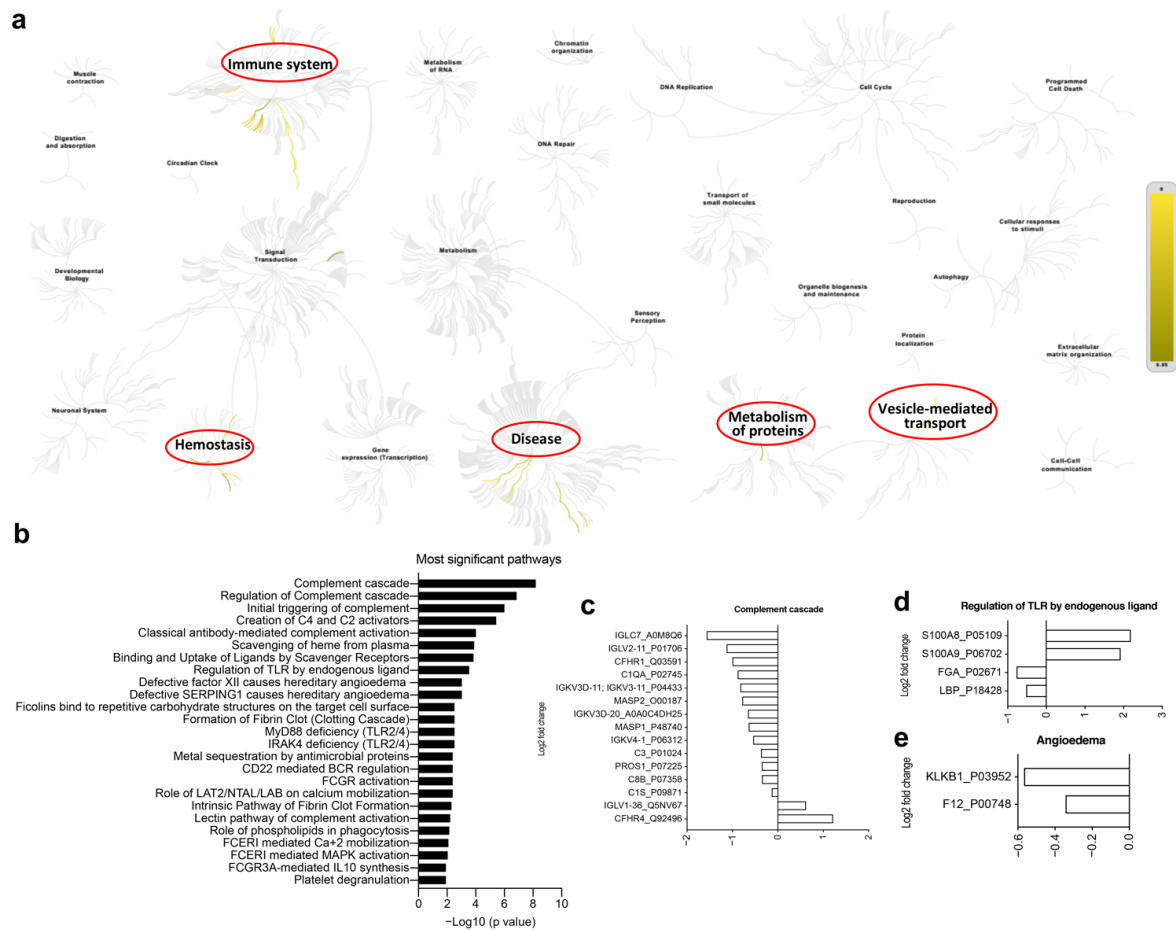 a
Immune system
Muscle
contraction
Metabolism
of RNA
Chromatin
organization
DNA Replication
Cell Cycle
Programmed
Cell Death
Digestion
and absorption
Circadian Clock
DNA Repair
Transport of
small molecules
Reproduction
Cellular responses
to stimuli
Developmental
Biology
Signal
Transduction
Metabolism
Autophagy
Organelle biogenesis
and maintenance
Sensory
Perception
Protein
localization
Extracellular
matrix organization
0
0.05
Neuronal System
Hemostasis
Gene
expression (Transcription)
Disease
Metabolism
of proteins
Vesicle-mediated
transport
Cell-Cell
communication
b
Most significant pathways
Complement cascade
Regulation of Complement cascade
Initial triggering of complement
Creation of C4 and C2 activators
Classical antibody-mediated complement activation
Scavenging of heme from plasma
Binding and Uptake of Ligands by Scavenger Receptors
Regulation of TLR by endogenous ligand
Defective factor XII causes hereditary angioedema
Defective SERPING1 causes hereditary angioedema
Ficolins bind to repetitive carbohydrate structures on the target cell surface
Formation of Fibrin Clot (Clotting Cascade)
MyD88 deficiency (TLR2/4)
IRAK4 deficiency (TLR2/4)
Metal sequestration by antimicrobial proteins
CD22 mediated BCR regulation
FCGR activation
Role of LAT2/NTAL/LAB on calcium mobilization
Intrinsic Pathway of Fibrin Clot Formation
Lectin pathway of complement activation
Role of phospholipids in phagocytosis
FCERI mediated Ca+2 mobilization
FCERI mediated MAPK activation
FCGR3A-mediated IL10 synthesis
Platelet degranulation
0 2 4 6 8 10
−Log10 (p value)
c
Complement cascade
Log2 fold change
IGLC7_A0M8Q6
IGLV2-11_P01706
CFHR1_Q03591
C1QA_P02745
IGKV3D-11; IGKV3-11_P04433
MASP2_O00187
IGKV3D-20_A0A0C4DH25
MASP1_P48740
IGKV4-1_P06312
C3_P01024
PROS1_P07225
C8B_P07358
C1S_P09871
IGLV1-36_Q5NV67
CFHR4_Q92496
−2 −1 0 1 2
d
Regulation of TLR by endogenous ligand
Log2 fold change
S100A8_P05109
S100A9_P06702
FGA_P02671
LBP_P18428
−1 0 1 2 3
e
Angioedema
Log2 fold change
KLKB1_P03952
F12_P00748
−0.6 −0.4 −0.2 0.0